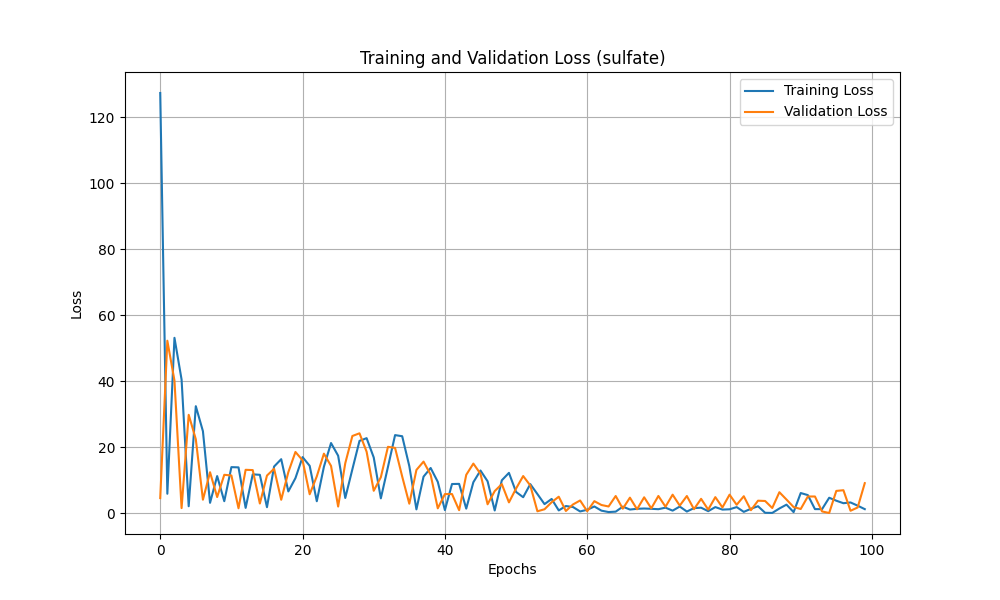 Training and Validation Loss (sulfate)
Training Loss
Validation Loss
Loss
120
100
80
60
40
20
0
0 20 40 60 80 100
Epochs